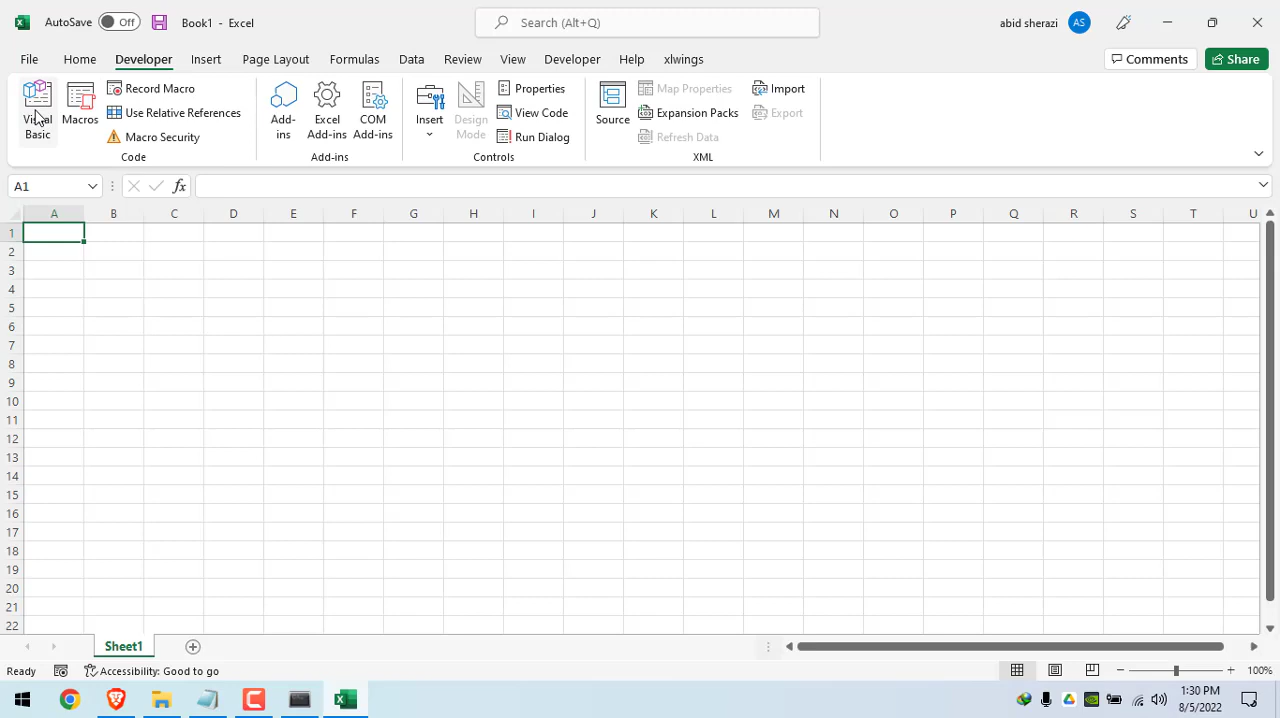 AutoSave Off Book1 - Excel Search (Alt+Q) abid sherazi AS
File Home Developer Insert Page Layout Formulas Data Review View Developer Help xlwings Comments Share
Visual Basic
Macros
Record Macro
Use Relative References
Macro Security
Code
Add-ins
Excel Add-ins
COM Add-ins
Add-ins
Insert
Design Mode
Properties
View Code
Run Dialog
Controls
Source
Map Properties
Expansion Packs
Refresh Data
Import
Export
XML
A1 fx
A B C D E F G H I J K L M N O P Q R S T U
1
2
3
4
5
6
7
8
9
10
11
12
13
14
15
16
17
18
19
20
21
22
Sheet1
Ready Accessibility: Good to go 100%
1:30 PM
8/5/2022